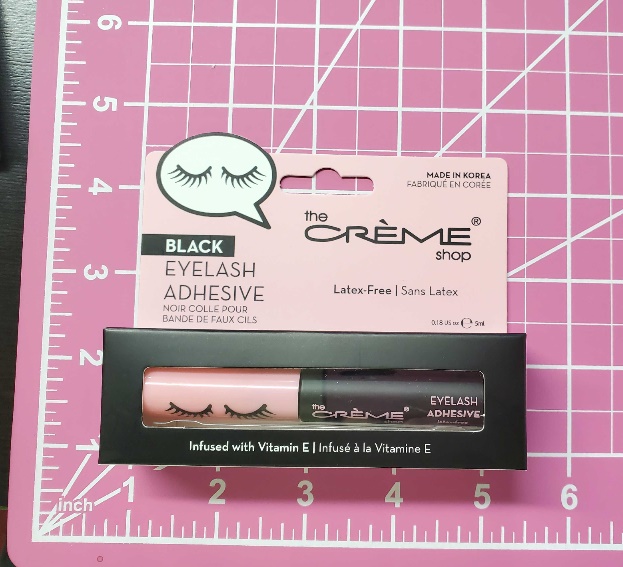 6
5
4
3
2
1
inch
1
2
3
4
5
6
MADE IN KOREA
FABRIQUÉ EN CORÉE
the
CRÈME®
shop
BLACK
EYELASH
ADHESIVE
NOIR COLLE POUR
BANDE DE FAUX CILS
Latex-Free | Sans Latex
0.18 US oz ℮ 5ml
the
CRÈME®
EYELASH
ADHESIVE
Infused with Vitamin E | Infusé à la Vitamine E